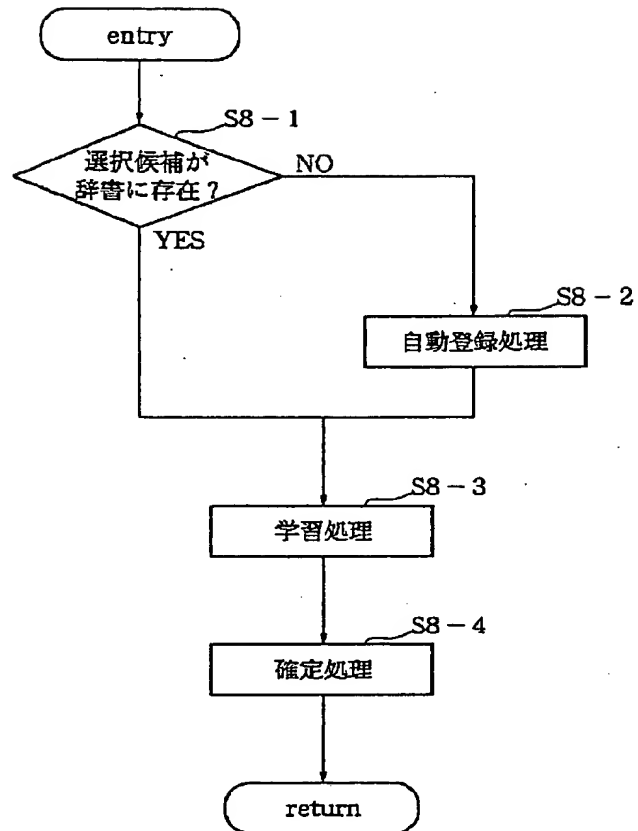 entry
S8-1
選択候補が
辞書に存在?
NO
YES
S8-2
自動登録処理
S8-3
学習処理
S8-4
確定処理
return